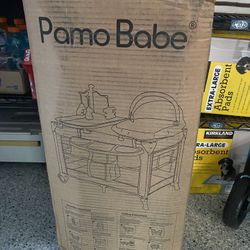 Pamo Babe®
EXTRA-LARGE
Absorbent
Pads
KIRKLAND
EXTRA-LARGE
Absorbent
Pads